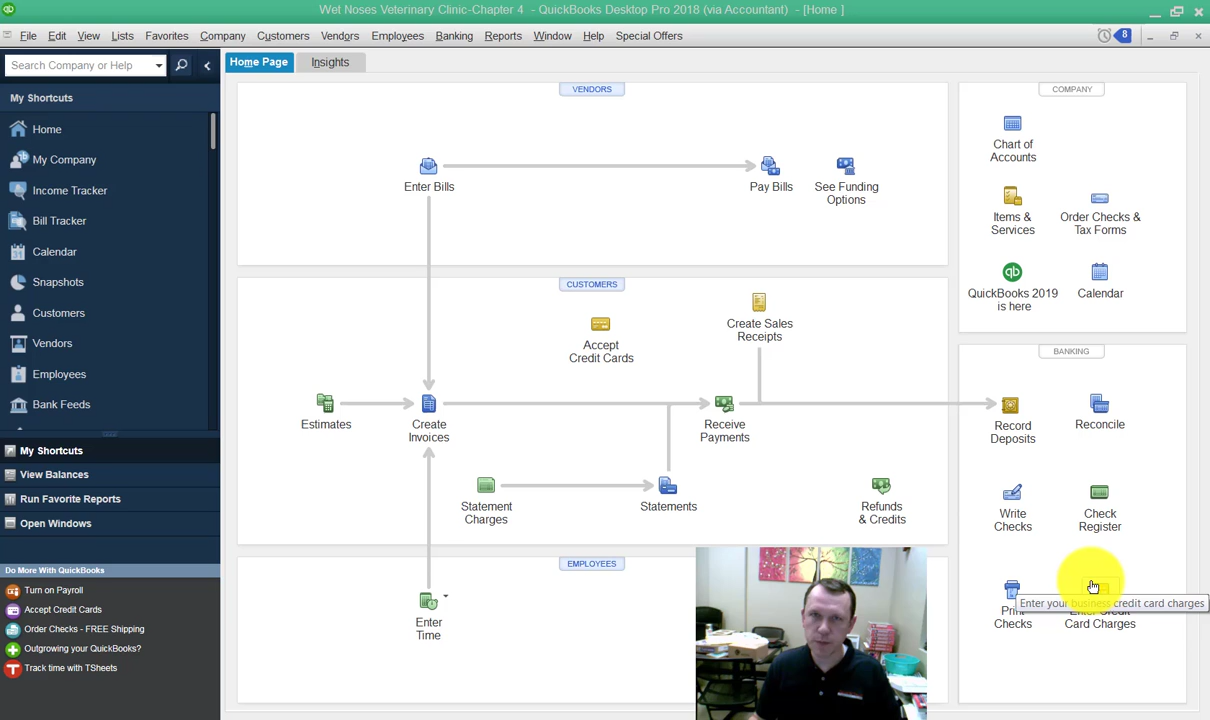 Wet Noses Veterinary Clinic-Chapter 4 - QuickBooks Desktop Pro 2018 (via Accountant) - [Home ]
File Edit View Lists Favorites Company Customers Vendors Employees Banking Reports Window Help Special Offers
8
Search Company or Help
Home Page
Insights
My Shortcuts
Home
My Company
Income Tracker
Bill Tracker
Calendar
Snapshots
Customers
Vendors
Employees
Bank Feeds
My Shortcuts
View Balances
Run Favorite Reports
Open Windows
Do More With QuickBooks
Turn on Payroll
Accept Credit Cards
Order Checks - FREE Shipping
Outgrowing your QuickBooks?
Track time with TSheets
VENDORS
Enter Bills
Pay Bills
See Funding
Options
CUSTOMERS
Accept
Credit Cards
Create Sales
Receipts
Estimates
Create
Invoices
Receive
Payments
Statement
Charges
Statements
Refunds
& Credits
EMPLOYEES
Enter
Time
COMPANY
Chart of
Accounts
Items &
Services
Order Checks &
Tax Forms
qb
QuickBooks 2019
is here
Calendar
BANKING
Record
Deposits
Reconcile
Write
Checks
Check
Register
Print
Checks
Enter your business credit card charges
Enter Credit
Card Charges